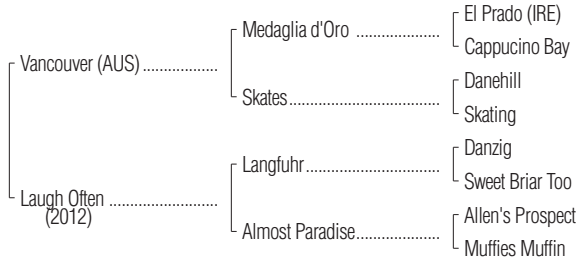 El Prado (IRE)
Medaglia d'Oro ....................
Cappucino Bay
Vancouver (AUS) ..................
Danehill
Skates....................................
Skating
Danzig
Langfuhr................................
Sweet Briar Too
Laugh Often ..........................
(2012)
Allen's Prospect
Almost Paradise....................
Muffies Muffin